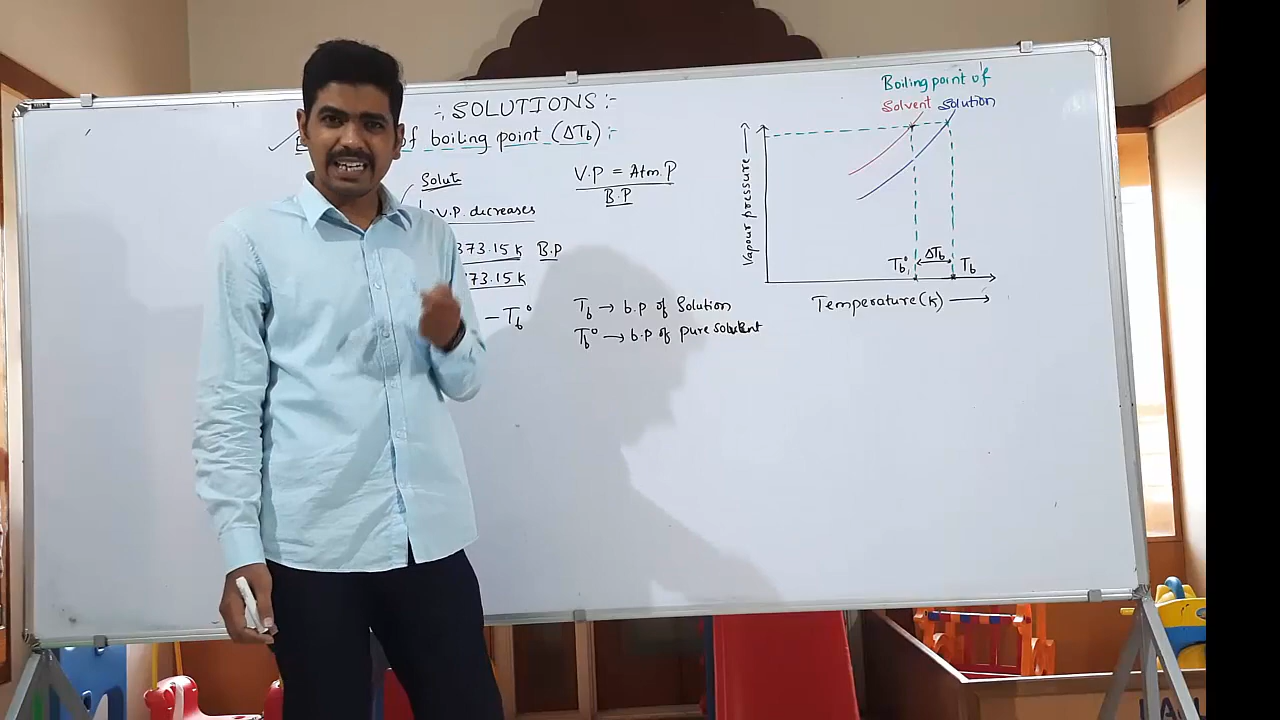 :- SOLUTIONS :-
of boiling point (ΔTb) :-
Solut
V.P. decreases
373.15 K B.P
73.15 K
- Tb°
V.P = Atm.P
B.P
Tb → b.p of Solution
Tb° → b.p of pure solvent
Boiling point of
Solvent Solution
Vapour pressure →
Tb° ΔTb Tb
Temperature (K) →